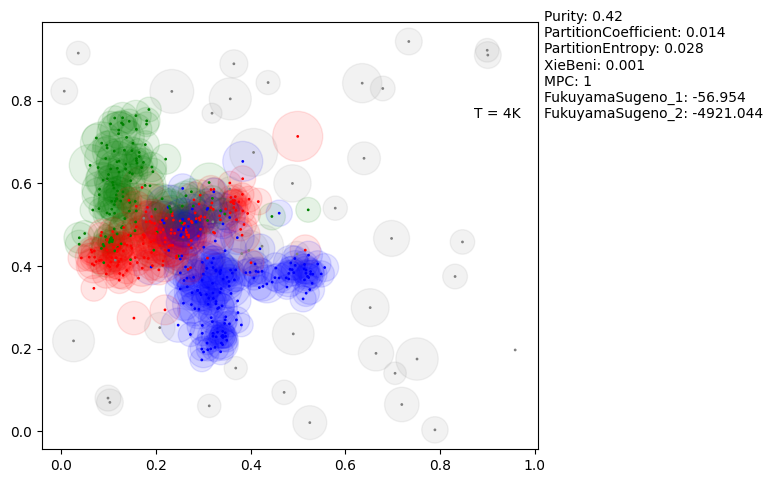 Purity: 0.42
PartitionCoefficient: 0.014
PartitionEntropy: 0.028
XieBeni: 0.001
MPC: 1
FukuyamaSugeno_1: -56.954
FukuyamaSugeno_2: -4921.044
T = 4K
0.8
0.6
0.4
0.2
0.0
0.0 0.2 0.4 0.6 0.8 1.0